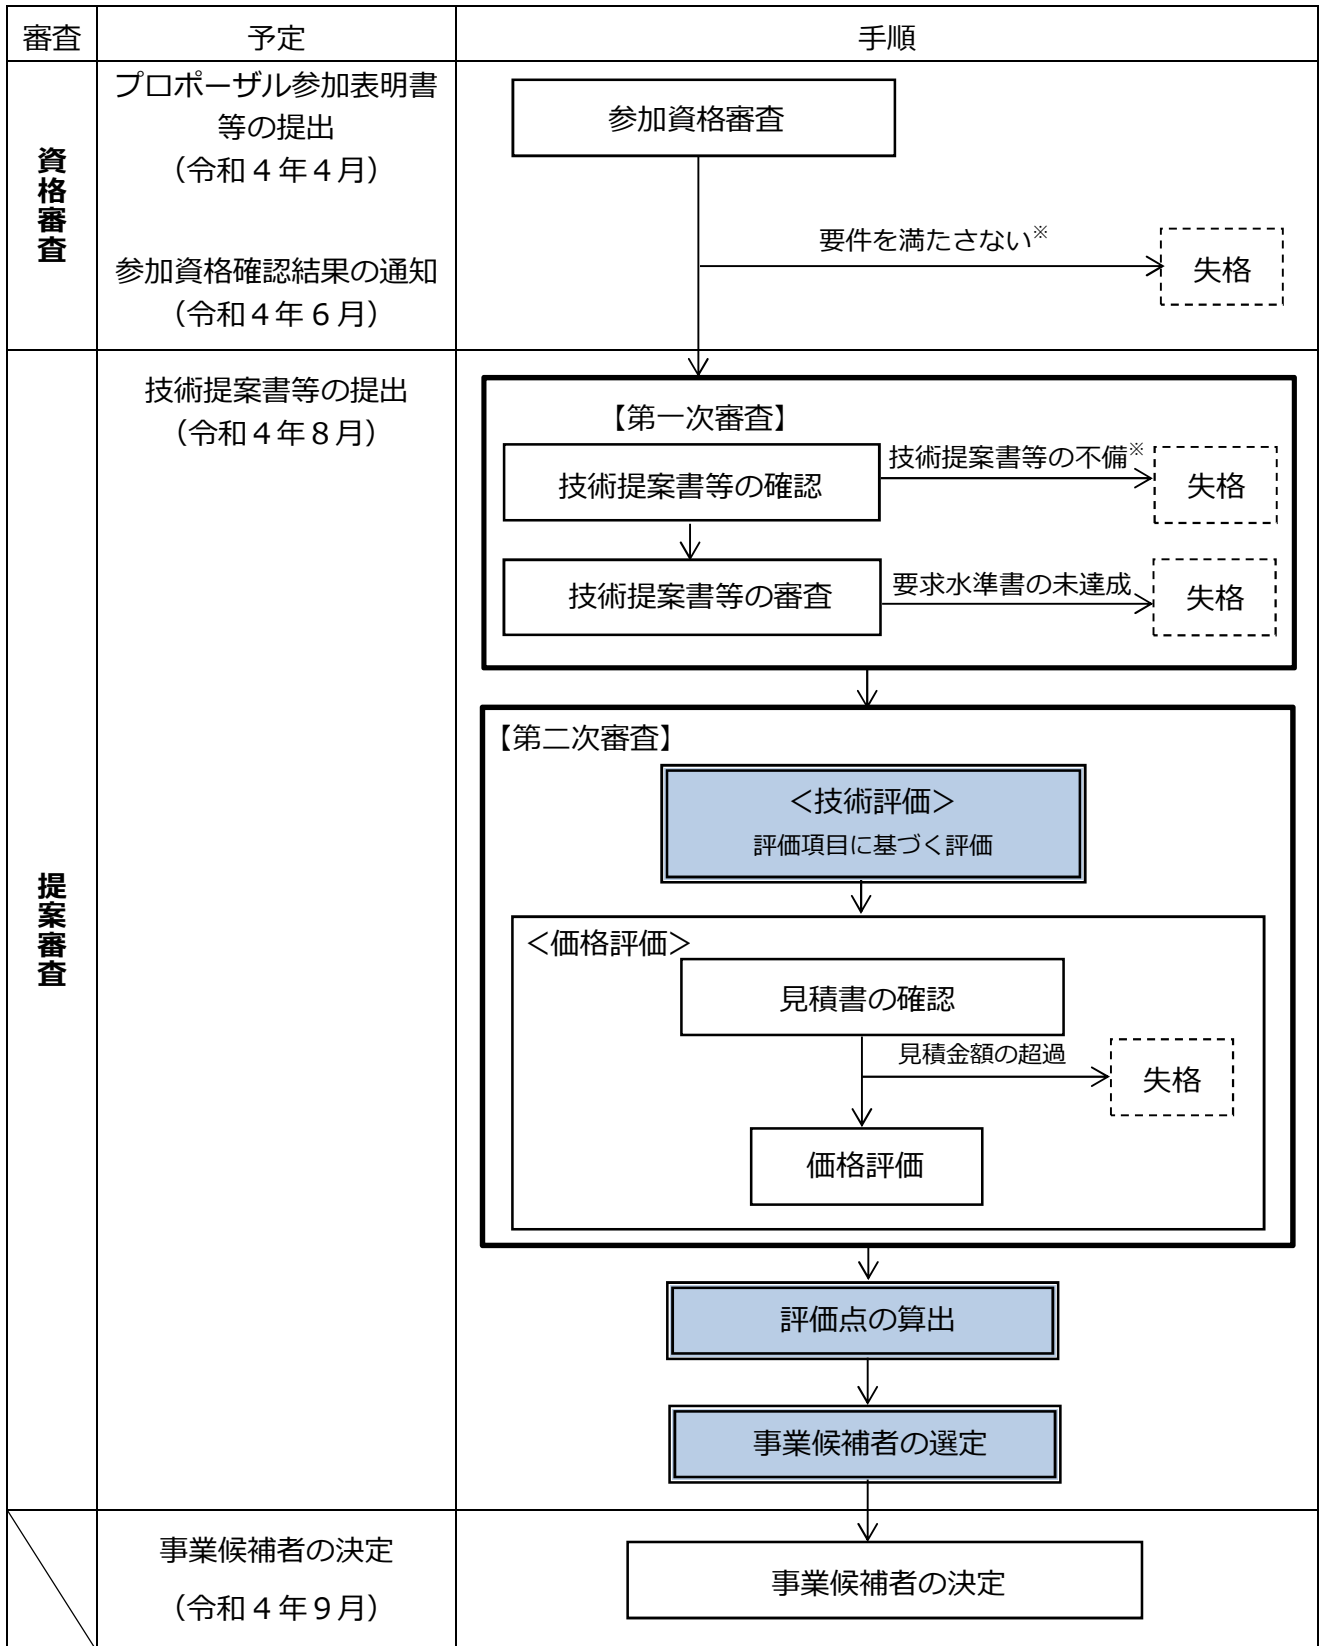 審査
予定
手順
資格審査
プロポーザル参加表明書
等の提出
（令和４年４月）
参加資格確認結果の通知
（令和４年６月）
参加資格審査
要件を満たさない※
失格
提案審査
技術提案書等の提出
（令和４年８月）
【第一次審査】
技術提案書等の確認
技術提案書等の不備※
失格
技術提案書等の審査
要求水準書の未達成
失格
【第二次審査】
＜技術評価＞
評価項目に基づく評価
＜価格評価＞
見積書の確認
見積金額の超過
失格
価格評価
評価点の算出
事業候補者の選定
事業候補者の決定
（令和４年９月）
事業候補者の決定